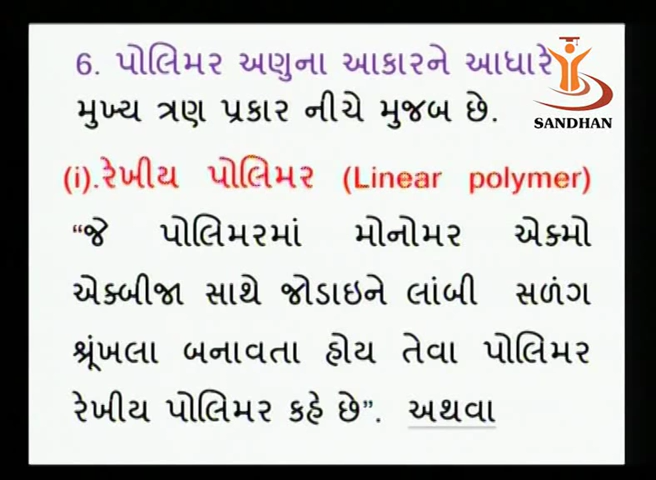 6. પોલિમર અણુના આકારને આધારે
મુખ્ય ત્રણ પ્રકાર નીચે મુજબ છે.
SANDHAN
(i).રેખીય પોલિમર (Linear polymer)
“જે પોલિમરમાં મોનોમર એકમો
એકબીજા સાથે જોડાઇને લાંબી સળંગ
શ્રૃંખલા બનાવતા હોય તેવા પોલિમર
રેખીય પોલિમર કહે છે”. અથવા